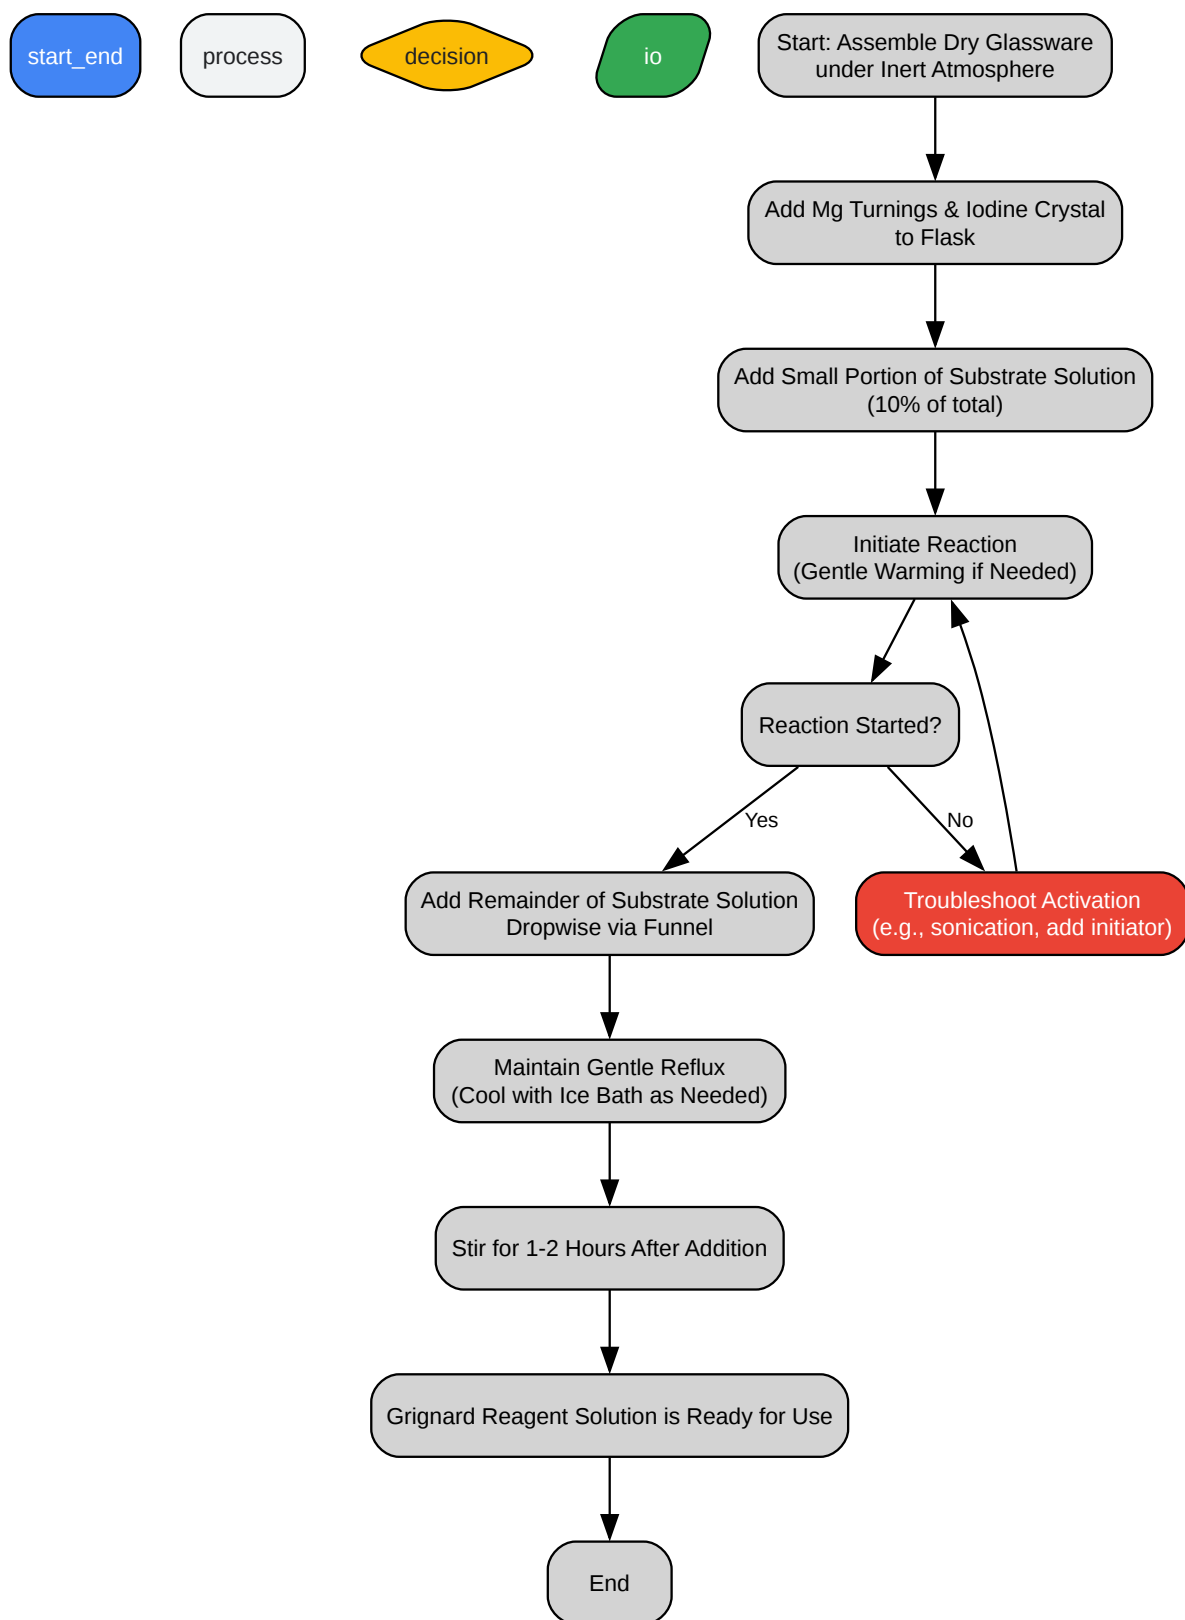 start_end
process
decision
io
Start: Assemble Dry Glassware
under Inert Atmosphere
Add Mg Turnings & Iodine Crystal
to Flask
Add Small Portion of Substrate Solution
(10% of total)
Initiate Reaction
(Gentle Warming if Needed)
Reaction Started?
Yes
No
Add Remainder of Substrate Solution
Dropwise via Funnel
Troubleshoot Activation
(e.g., sonication, add initiator)
Maintain Gentle Reflux
(Cool with Ice Bath as Needed)
Stir for 1-2 Hours After Addition
Grignard Reagent Solution is Ready for Use
End